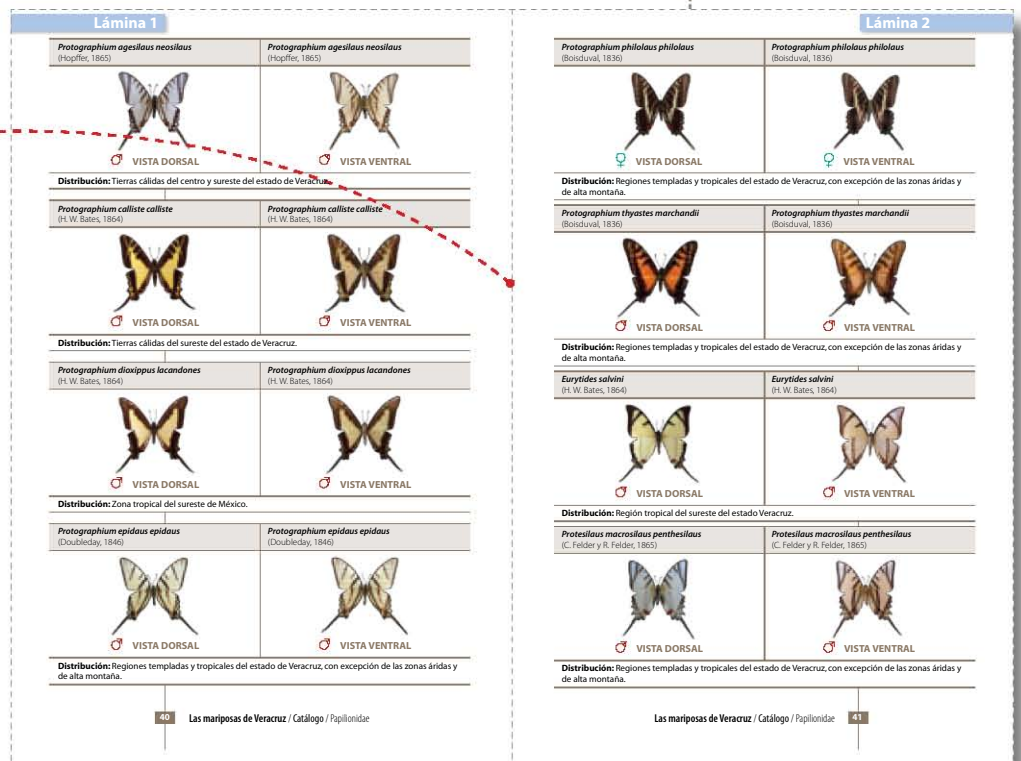 Lámina 1
Protographium agesilaus neosilaus
(Hopffer, 1865)
Protographium agesilaus neosilaus
(Hopffer, 1865)
VISTA DORSAL
VISTA VENTRAL
Distribución: Tierras cálidas del centro y sureste del estado de Veracruz.
Protographium calliste calliste
(H. W. Bates, 1864)
Protographium calliste calliste
(H. W. Bates, 1864)
VISTA DORSAL
VISTA VENTRAL
Distribución: Tierras cálidas del sureste del estado de Veracruz.
Protographium dioxippus lacandones
(H. W. Bates, 1864)
Protographium dioxippus lacandones
(H. W. Bates, 1864)
VISTA DORSAL
VISTA VENTRAL
Distribución: Zona tropical del sureste de México.
Protographium epidaus epidaus
(Doubleday, 1846)
Protographium epidaus epidaus
(Doubleday, 1846)
VISTA DORSAL
VISTA VENTRAL
Distribución: Regiones templadas y tropicales del estado de Veracruz, con excepción de las zonas áridas y
de alta montaña.
40 Las mariposas de Veracruz / Catálogo / Papilionidae
Lámina 2
Protographium philolaus philolaus
(Boisduval, 1836)
Protographium philolaus philolaus
(Boisduval, 1836)
VISTA DORSAL
VISTA VENTRAL
Distribución: Regiones templadas y tropicales del estado de Veracruz, con excepción de las zonas áridas y
de alta montaña.
Protographium thyastes marchandii
(Boisduval, 1836)
Protographium thyastes marchandii
(Boisduval, 1836)
VISTA DORSAL
VISTA VENTRAL
Distribución: Regiones templadas y tropicales del estado de Veracruz, con excepción de las zonas áridas y
de alta montaña.
Eurytides salvini
(H. W. Bates, 1864)
Eurytides salvini
(H. W. Bates, 1864)
VISTA DORSAL
VISTA VENTRAL
Distribución: Región tropical del sureste del estado Veracruz.
Protesilaus macrosilaus penthesilaus
(C. Felder y R. Felder, 1865)
Protesilaus macrosilaus penthesilaus
(C. Felder y R. Felder, 1865)
VISTA DORSAL
VISTA VENTRAL
Distribución: Regiones templadas y tropicales del estado de Veracruz, con excepción de las zonas áridas y
de alta montaña.
Las mariposas de Veracruz / Catálogo / Papilionidae 41